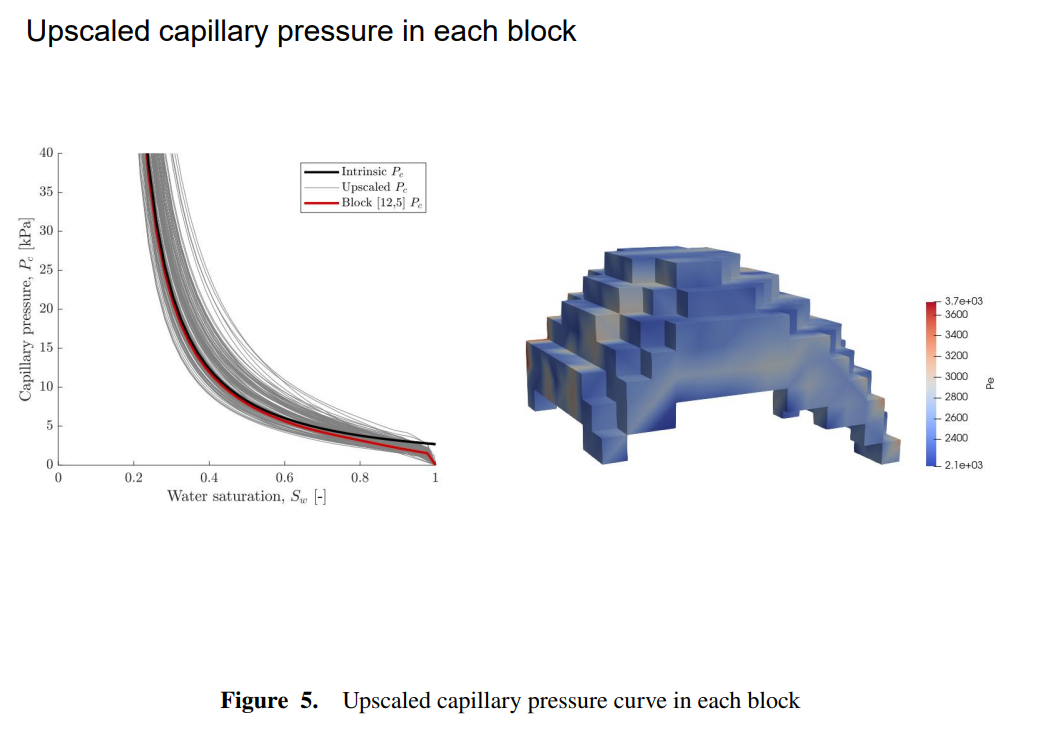 Upscaled capillary pressure in each block
40
35
30
25
20
15
10
5
0
Capillary pressure, P_c [kPa]
Intrinsic P_c
Upscaled P_c
Block [12,5] P_c
0 0.2 0.4 0.6 0.8 1
Water saturation, S_w [-]
3.7e+03
3600
3400
3200
3000
2800
2600
2400
2.1e+03
Pe
Figure 5. Upscaled capillary pressure curve in each block